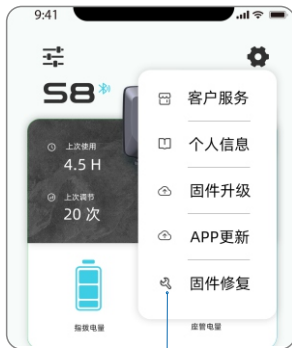 9:41
S8
客户服务
上次使用
4.5 H
个人信息
上次调节
20 次
固件升级
APP更新
固件修复
指拨电量
座管电量